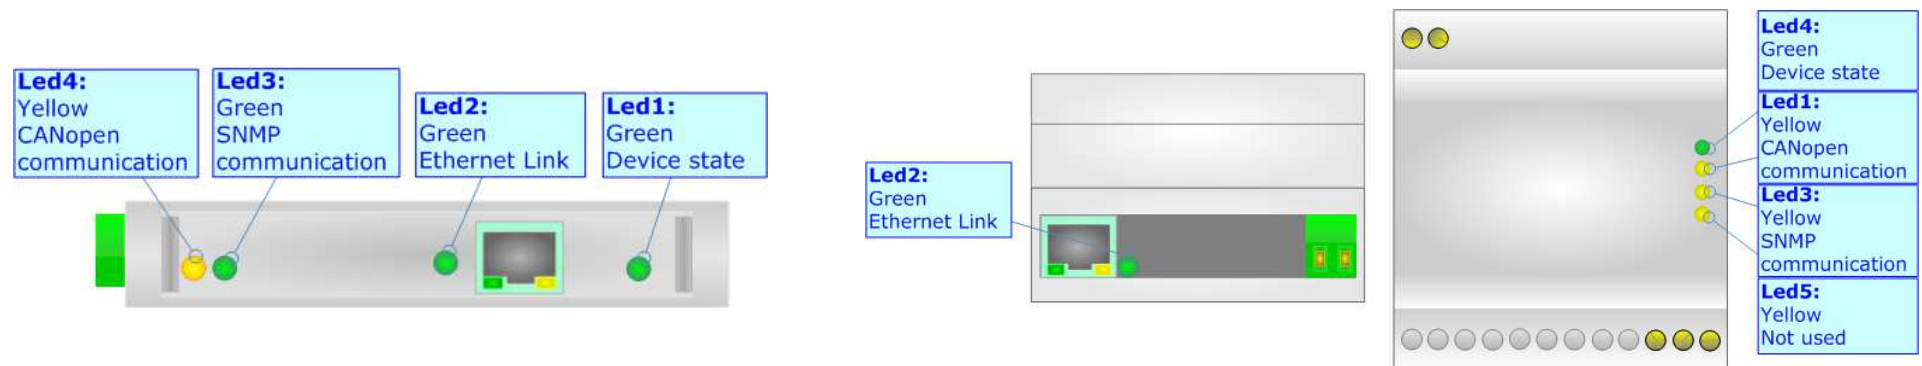 Led4:
Yellow
CANopen
communication
Led3:
Green
SNMP
communication
Led2:
Green
Ethernet Link
Led1:
Green
Device state
Led2:
Green
Ethernet Link
Led4:
Green
Device state
Led1:
Yellow
CANopen
communication
Led3:
Yellow
SNMP
communication
Led5:
Yellow
Not used